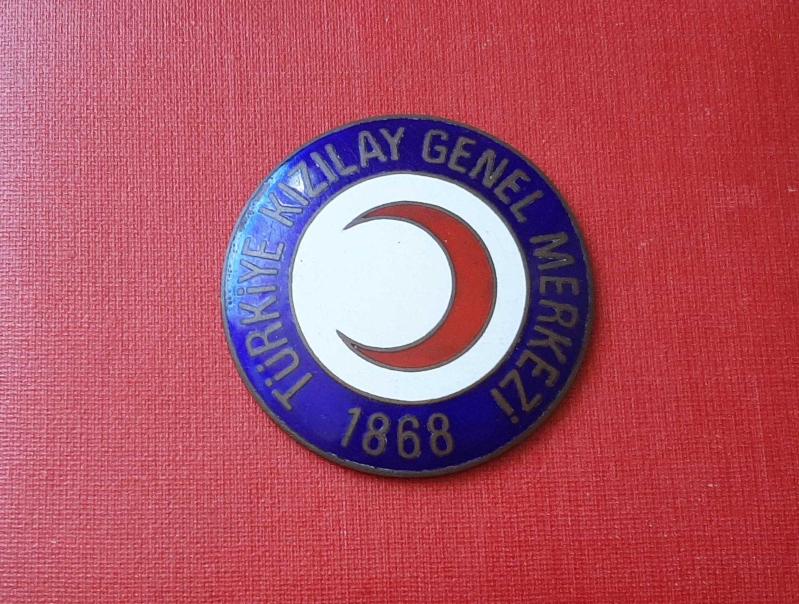 TÜRKİYE KIZILAY GENEL MERKEZİ
1868